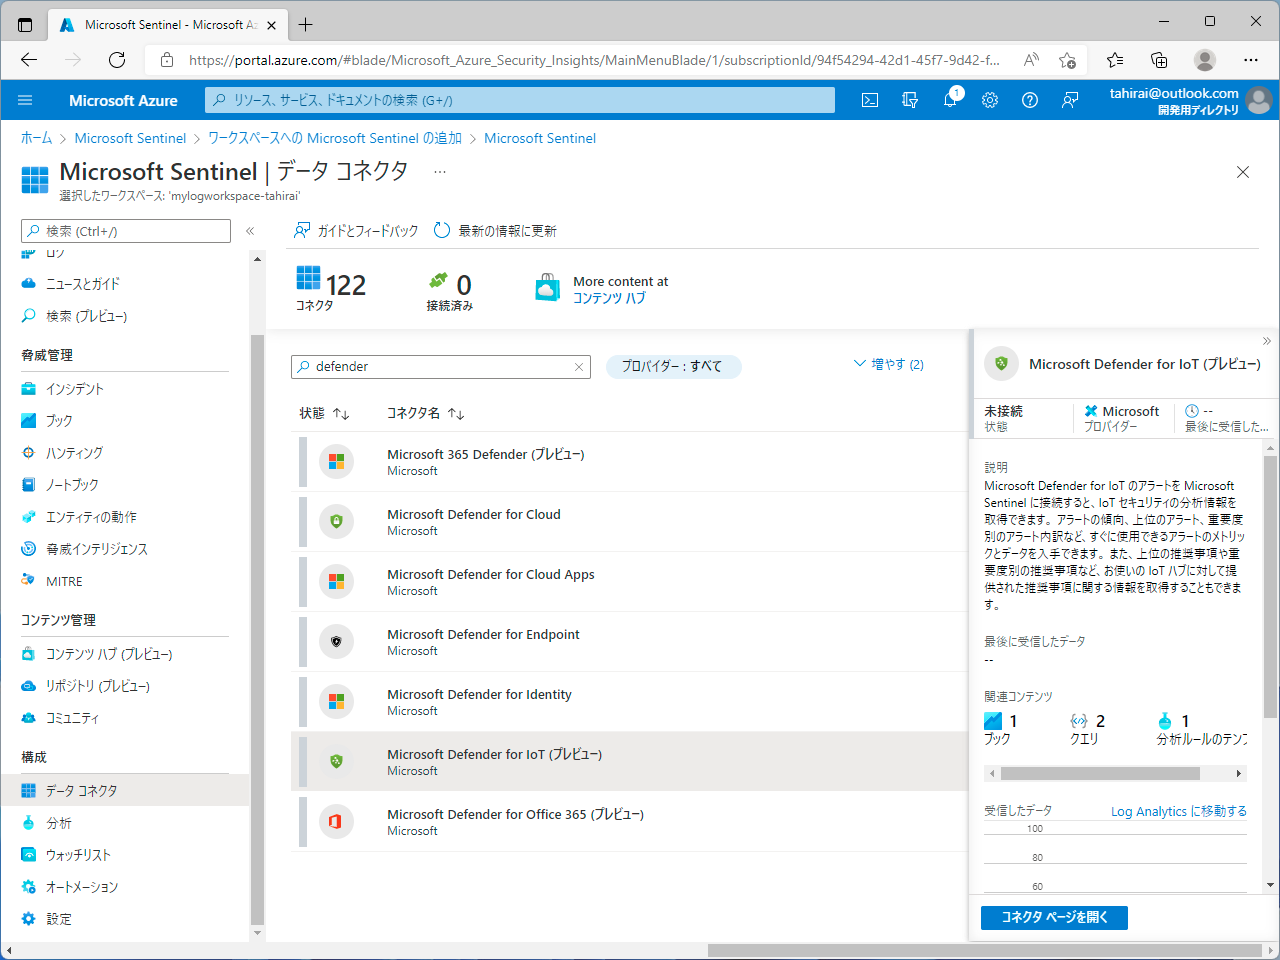 Microsoft Sentinel - Microsoft Az
https://portal.azure.com/#blade/Microsoft_Azure_Security_Insights/MainMenuBlade/1/subscriptionId/94f54294-42d1-45f7-9d42-f...
Microsoft Azure
リソース、サービス、ドキュメントの検索 (G+/)
1
tahirai@outlook.com
開発用ディレクトリ
ホーム > Microsoft Sentinel > ワークスペースへの Microsoft Sentinel の追加 > Microsoft Sentinel
Microsoft Sentinel | データ コネクタ ...
選択したワークスペース: 'mylogworkspace-tahirai'
検索 (Ctrl+/)
ログ
ニュースとガイド
検索 (プレビュー)
脅威管理
インシデント
ブック
ハンティング
ノートブック
エンティティの動作
脅威インテリジェンス
MITRE
コンテンツ管理
コンテンツ ハブ (プレビュー)
リポジトリ (プレビュー)
コミュニティ
構成
データ コネクタ
分析
ウォッチリスト
オートメーション
設定
ガイドとフィードバック
最新の情報に更新
122
コネクタ
0
接続済み
More content at
コンテンツ ハブ
defender
プロバイダー : すべて
増やす (2)
状態 ↑↓
コネクタ名 ↑↓
Microsoft 365 Defender (プレビュー)
Microsoft
Microsoft Defender for Cloud
Microsoft
Microsoft Defender for Cloud Apps
Microsoft
Microsoft Defender for Endpoint
Microsoft
Microsoft Defender for Identity
Microsoft
Microsoft Defender for IoT (プレビュー)
Microsoft
Microsoft Defender for Office 365 (プレビュー)
Microsoft
Microsoft Defender for IoT (プレビュー)
未接続
状態
Microsoft
プロバイダー
--
最後に受信した...
説明
Microsoft Defender for IoT のアラートを Microsoft
Sentinel に接続すると、IoT セキュリティの分析情報を
取得できます。アラートの傾向、上位のアラート、重要度
別のアラート内訳など、すぐに使用できるアラートのメトリッ
クとデータを入手できます。また、上位の推奨事項や重
要度別の推奨事項など、お使いの IoT ハブに対して提
供された推奨事項に関する情報を取得することもできま
す。
最後に受信したデータ
--
関連コンテンツ
1
ブック
2
クエリ
1
分析ルールのテンプ
受信したデータ
Log Analytics に移動する
100
80
60
コネクタ ページを開く